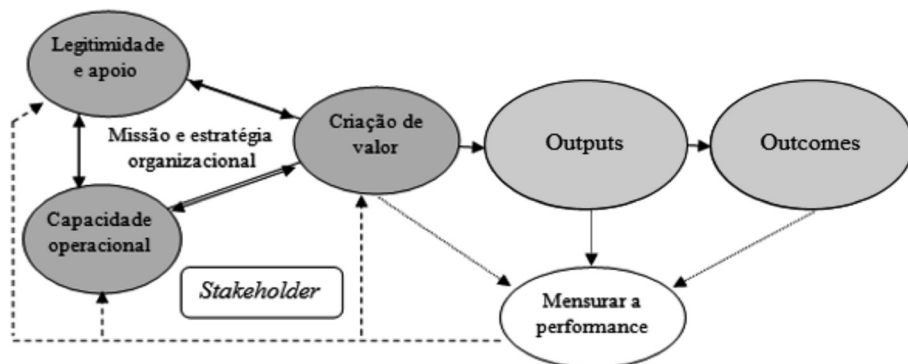 Legitimidade
e apoio
Missão e estratégia
organizacional
Criação de
valor
Outputs
Outcomes
Capacidade
operacional
Stakeholder
Mensurar a
performance